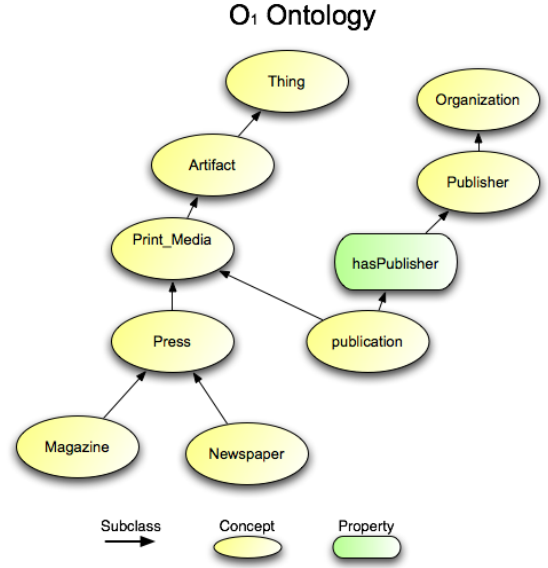 O₁ Ontology
Thing
Organization
Artifact
Publisher
Print_Media
hasPublisher
Press
publication
Magazine
Newspaper
Subclass
Concept
Property